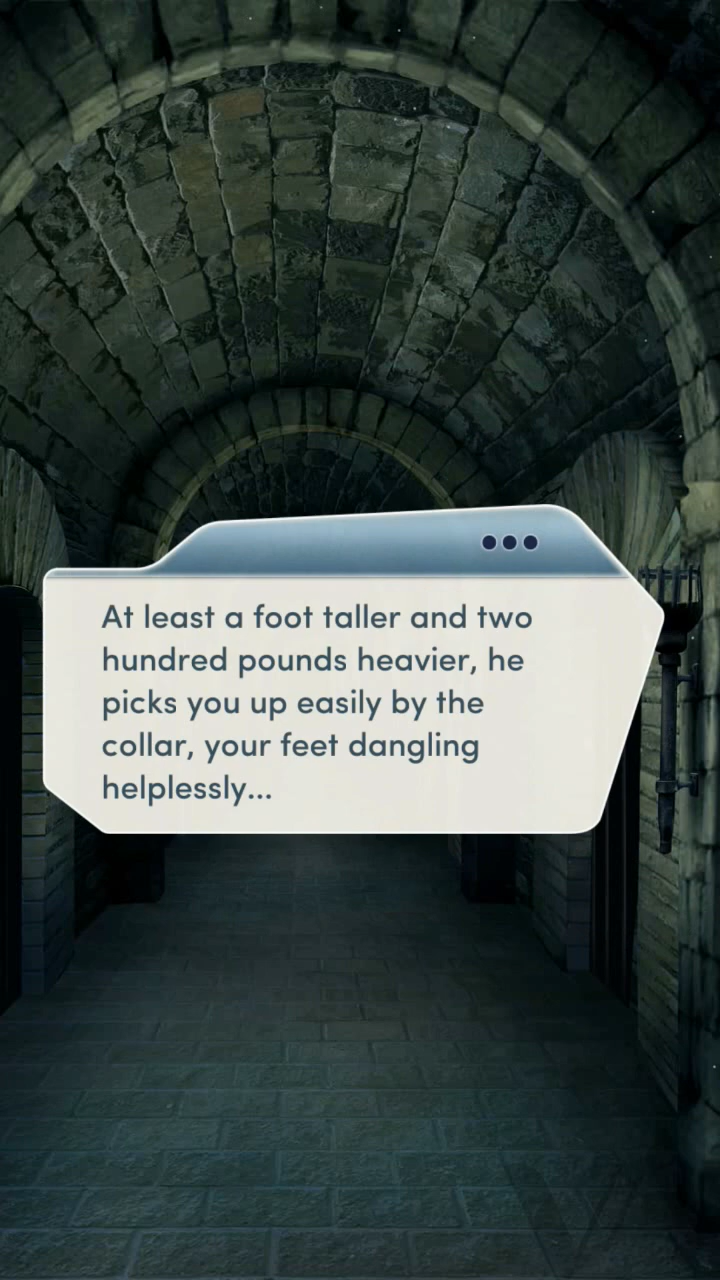 At least a foot taller and two
hundred pounds heavier, he
picks you up easily by the
collar, your feet dangling
helplessly...